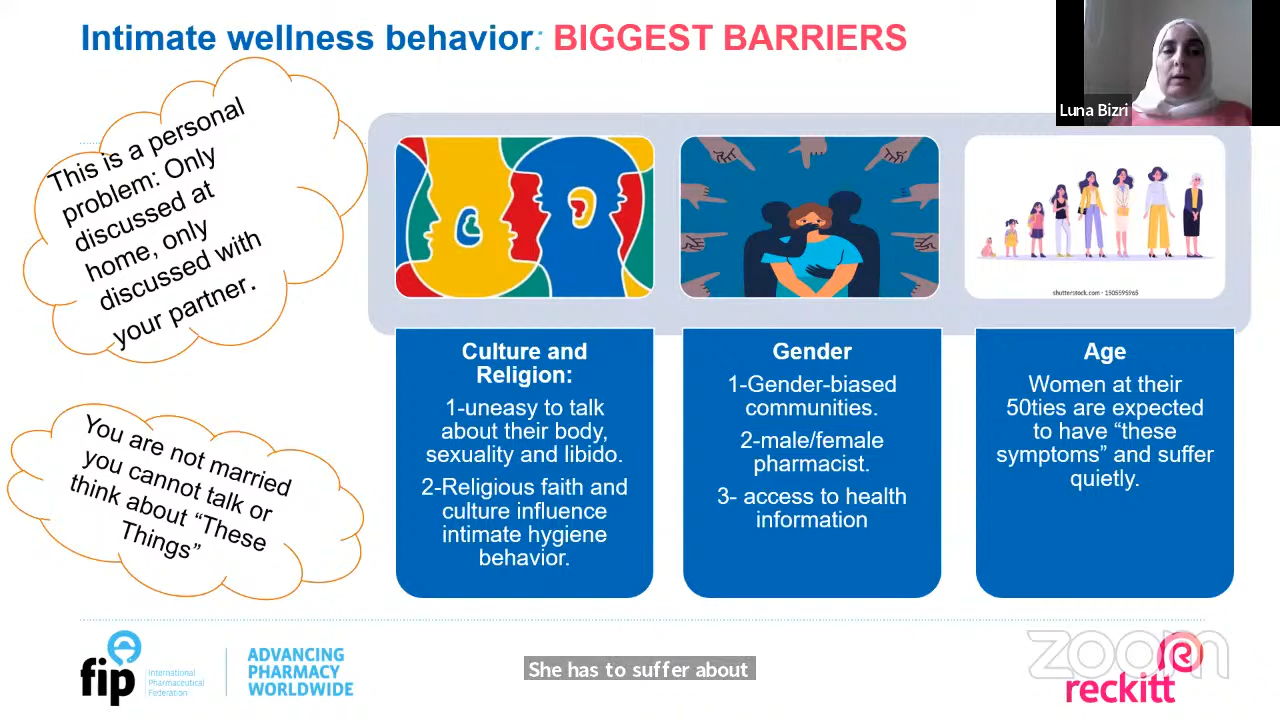 Intimate wellness behavior: BIGGEST BARRIERS
Luna Bizri
This is a personal
problem: Only
discussed at
home, only
discussed with
your partner.
You are not married
you cannot talk or
think about “These
Things”
shutterstock.com · 1505595965
Culture and
Religion:
1-uneasy to talk
about their body,
sexuality and libido.
2-Religious faith and
culture influence
intimate hygiene
behavior.
Gender
1-Gender-biased
communities.
2-male/female
pharmacist.
3- access to health
information
Age
Women at their
50ties are expected
to have “these
symptoms” and suffer
quietly.
fip
International
Pharmaceutical
Federation
ADVANCING
PHARMACY
WORLDWIDE
She has to suffer about
zoom
reckitt